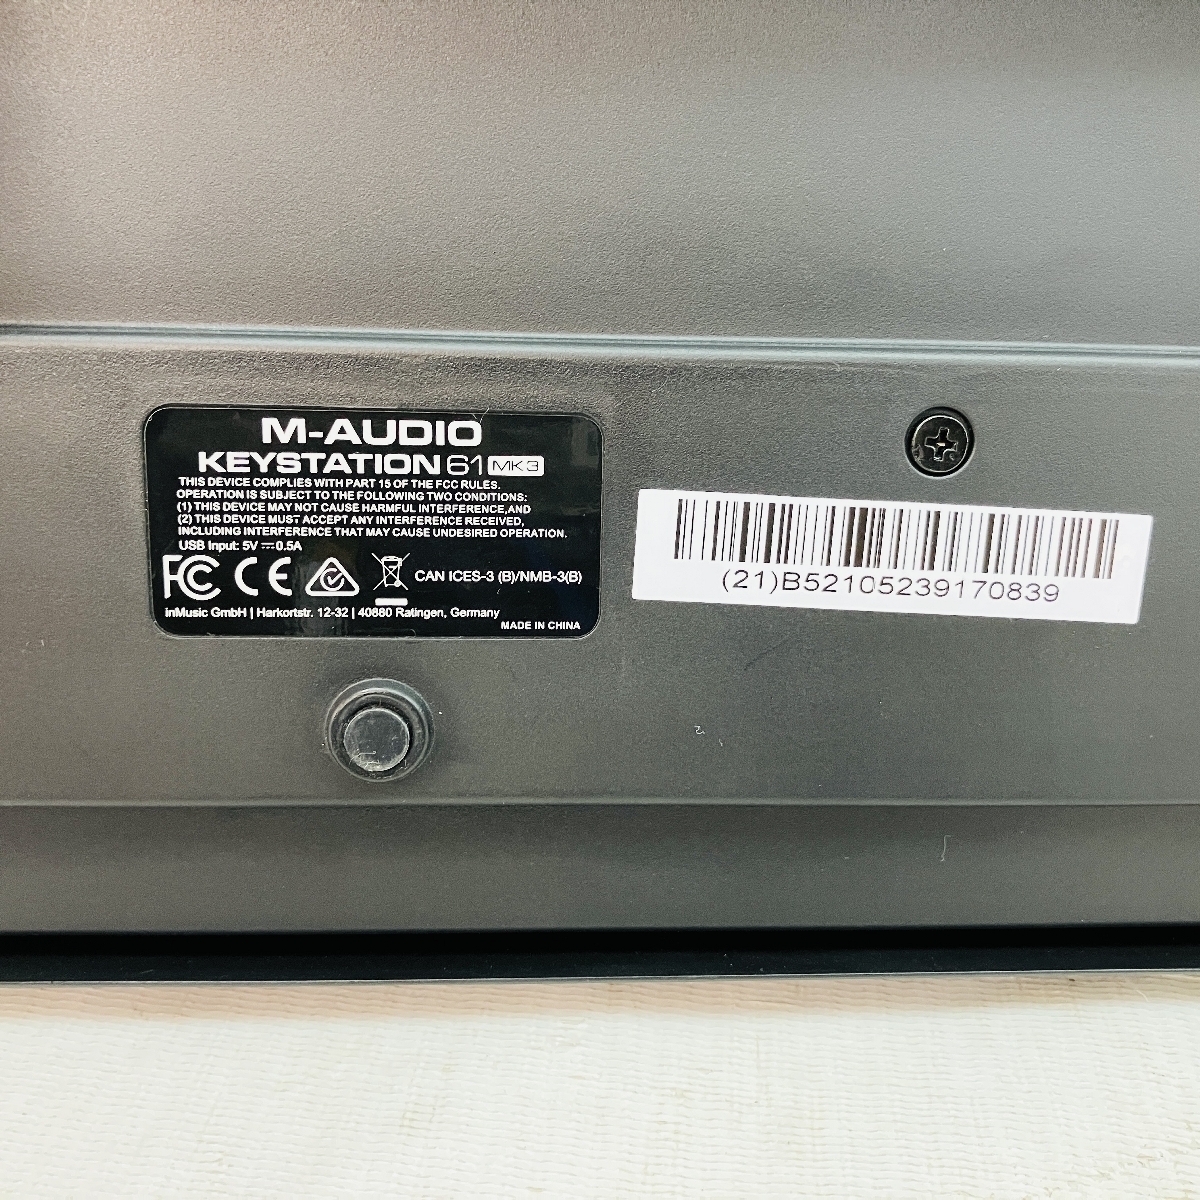 M-AUDIO
KEYSTATION 61 MK3
THIS DEVICE COMPLIES WITH PART 15 OF THE FCC RULES.
OPERATION IS SUBJECT TO THE FOLLOWING TWO CONDITIONS:
(1) THIS DEVICE MAY NOT CAUSE HARMFUL INTERFERENCE,AND
(2) THIS DEVICE MUST ACCEPT ANY INTERFERENCE RECEIVED,
INCLUDING INTERFERENCE THAT MAY CAUSE UNDESIRED OPERATION.
USB Input: 5V ⎓ 0.5A
FC CE CAN ICES-3 (B)/NMB-3(B)
inMusic GmbH | Harkortstr. 12-32 | 40880 Ratingen, Germany
MADE IN CHINA
(21)B52105239170839